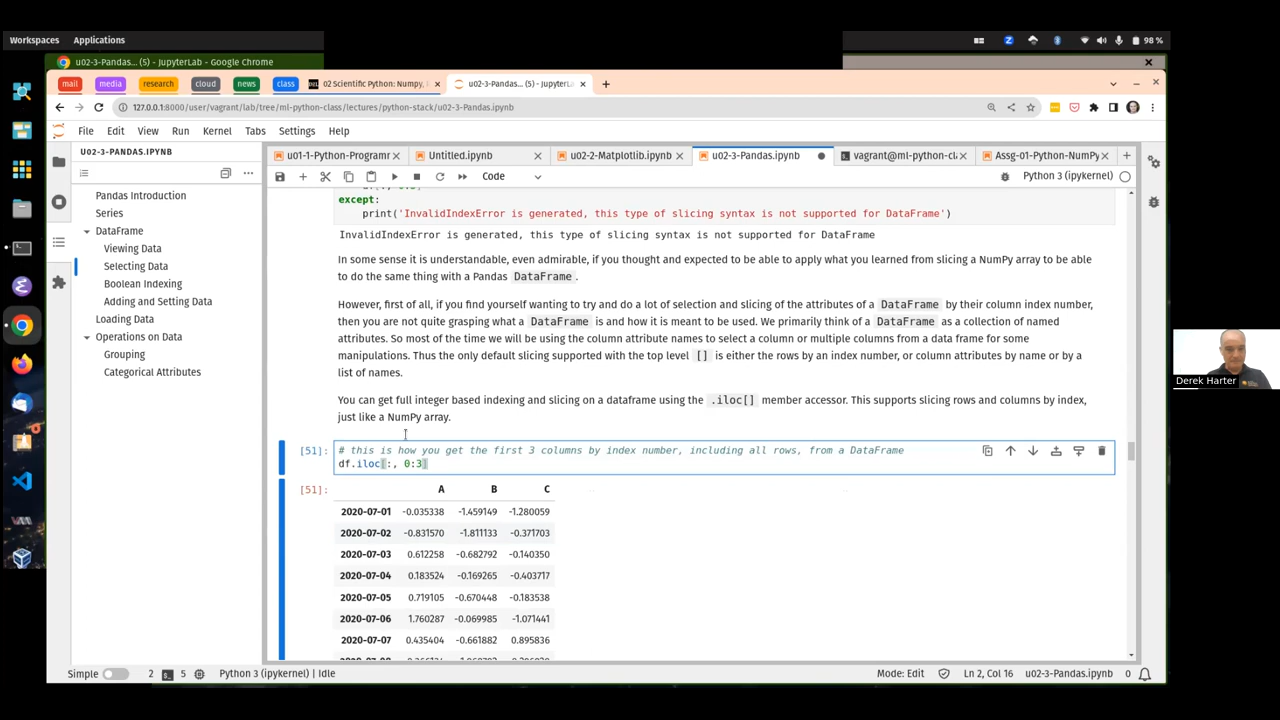 Workspaces Applications
98 %
u02-3-Pandas... (5) - JupyterLab - Google Chrome
mail media research cloud news class 02 Scientific Python: Numpy, u02-3-Pandas... (5) - JupyterLa
127.0.0.1:8000/user/vagrant/lab/tree/ml-python-class/lectures/python-stack/u02-3-Pandas.ipynb
File Edit View Run Kernel Tabs Settings Help
U02-3-PANDAS.IPYNB
u01-1-Python-Programr Untitled.ipynb u02-2-Matplotlib.ipynb u02-3-Pandas.ipynb vagrant@ml-python-cl Assg-01-Python-NumPy
Code
Python 3 (ipykernel)
Pandas Introduction
Series
DataFrame
Viewing Data
Selecting Data
Boolean Indexing
Adding and Setting Data
Loading Data
Operations on Data
Grouping
Categorical Attributes
except:
print('InvalidIndexError is generated, this type of slicing syntax is not supported for DataFrame')
InvalidIndexError is generated, this type of slicing syntax is not supported for DataFrame
In some sense it is understandable, even admirable, if you thought and expected to be able to apply what you learned from slicing a NumPy array to be able
to do the same thing with a Pandas DataFrame.
However, first of all, if you find yourself wanting to try and do a lot of selection and slicing of the attributes of a DataFrame by their column index number,
then you are not quite grasping what a DataFrame is and how it is meant to be used. We primarily think of a DataFrame as a collection of named
attributes. So most of the time we will be using the column attribute names to select a column or multiple columns from a data frame for some
manipulations. Thus the only default slicing supported with the top level [] is either the rows by an index number, or column attributes by name or by a
list of names.
You can get full integer based indexing and slicing on a dataframe using the .iloc[] member accessor. This supports slicing rows and columns by index,
just like a NumPy array.
[51]: # this is how you get the first 3 columns by index number, including all rows, from a DataFrame
df.iloc[:, 0:3]
[51]: A B C
2020-07-01 -0.035338 -1.459149 -1.280059
2020-07-02 -0.831570 -1.811133 -0.371703
2020-07-03 0.612258 -0.682792 -0.140350
2020-07-04 0.183524 -0.169265 -0.403717
2020-07-05 0.719105 -0.670448 -0.183538
2020-07-06 1.760287 -0.069985 -1.071441
2020-07-07 0.435404 -0.661882 0.895836
Derek Harter
Simple 2 5 Python 3 (ipykernel) | Idle
Mode: Edit Ln 2, Col 16 u02-3-Pandas.ipynb 0